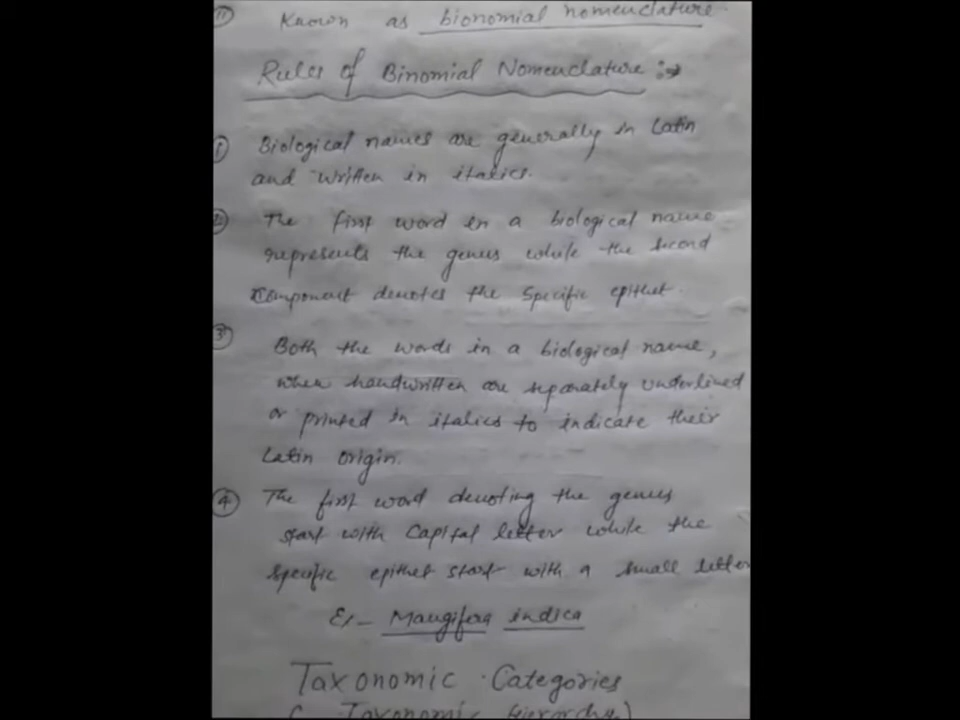 Known as bionomial nomenclature.
Rules of Binomial Nomenclature :→
① Biological names are generally in Latin
and written in italics.
② The first word in a biological name
represents the genus while the second
component denotes the specific epithet.
③ Both the words in a biological name,
when handwritten are separately underlined
or printed in italics to indicate their
Latin origin.
④ The first word denoting the genus
start with Capital letter while the
specific epithet start with a small letter
Ex- Mangifera indica
Taxonomic Categories
( Taxonomic Hierarchy)